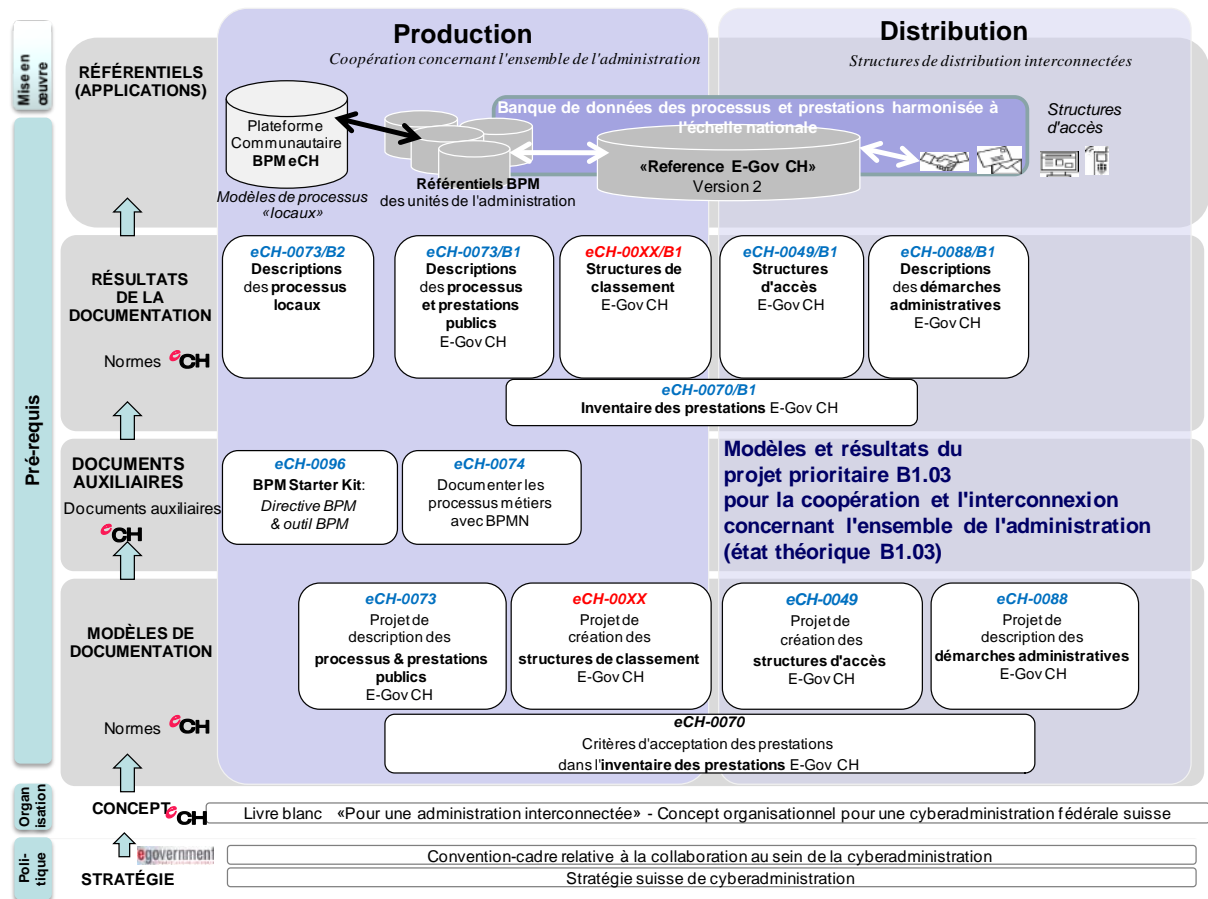 Production
Coopération concernant l'ensemble de l'administration
Distribution
Structures de distribution interconnectées
Mise en
œuvre
RÉFÉRENTIELS
(APPLICATIONS)
Plateforme
Communautaire
BPM eCH
Modèles de processus
«locaux»
Référentiels BPM
des unités de l'administration
Banque de données des processus et prestations harmonisée à
l'échelle nationale
«Reference E-Gov CH»
Version 2
Structures
d'accès
Pré-requis
RÉSULTATS
DE LA
DOCUMENTATION
Normes eCH
eCH-0073/B2
Descriptions
des processus
locaux
eCH-0073/B1
Descriptions
des processus
et prestations
publics
E-Gov CH
eCH-00XX/B1
Structures de
classement
E-Gov CH
eCH-0049/B1
Structures
d'accès
E-Gov CH
eCH-0088/B1
Descriptions
des démarches
administratives
E-Gov CH
eCH-0070/B1
Inventaire des prestations E-Gov CH
DOCUMENTS
AUXILIAIRES
Documents auxiliaires
eCH
eCH-0096
BPM Starter Kit:
Directive BPM
& outil BPM
eCH-0074
Documenter les
processus métiers
avec BPMN
Modèles et résultats du
projet prioritaire B1.03
pour la coopération et l'interconnexion
concernant l'ensemble de l'administration
(état théorique B1.03)
MODÈLES DE
DOCUMENTATION
Normes eCH
eCH-0073
Projet de
description des
processus & prestations
publics
E-Gov CH
eCH-00XX
Projet de
création des
structures de classement
E-Gov CH
eCH-0049
Projet de
création des
structures d'accès
E-Gov CH
eCH-0088
Projet de
description des
démarches administratives
E-Gov CH
eCH-0070
Critères d'acceptation des prestations
dans l'inventaire des prestations E-Gov CH
Organ
isation
CONCEPT eCH
Livre blanc «Pour une administration interconnectée» - Concept organisationnel pour une cyberadministration fédérale suisse
Poli-
tique
egovernment
STRATÉGIE
Convention-cadre relative à la collaboration au sein de la cyberadministration
Stratégie suisse de cyberadministration